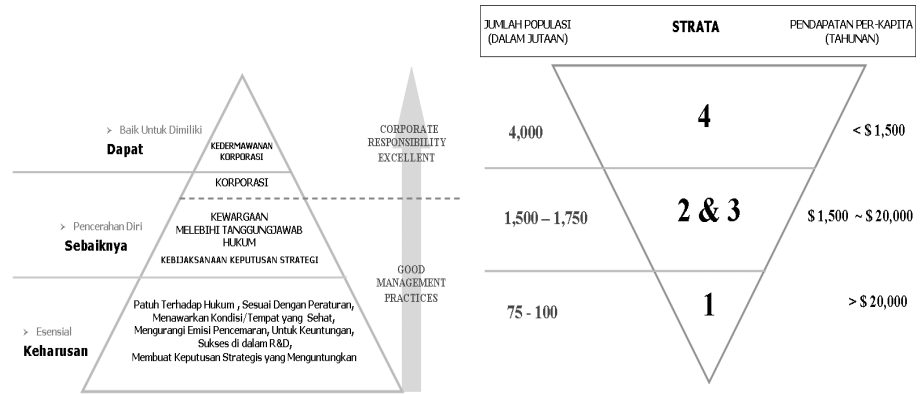 Baik Untuk Dimiliki
Dapat
KEDERMAWANAN
KORPORASI
KORPORASI
Pencerahan Diri
Sebaiknya
KEWARGAAN
MELEBIHI TANGGUNGJAWAB
HUKUM
KEBIJAKSANAAN KEPUTUSAN STRATEGI
Esensial
Keharusan
Patuh Terhadap Hukum , Sesuai Dengan Peraturan,
Menawarkan Kondisi/Tempat yang Sehat,
Mengurangi Emisi Pencemaran, Untuk Keuntungan,
Sukses di dalam R&D,
Membuat Keputusan Strategis yang Menguntungkan
CORPORATE
RESPONSIBILITY
EXCELLENT
GOOD
MANAGEMENT
PRACTICES
JUMLAH POPULASI
(DALAM JUTAAN)
STRATA
PENDAPATAN PER-KAPITA
(TAHUNAN)
4,000
4
< $ 1,500
1,500 – 1,750
2 & 3
$ 1,500 ~ $ 20,000
75 - 100
1
> $ 20,000